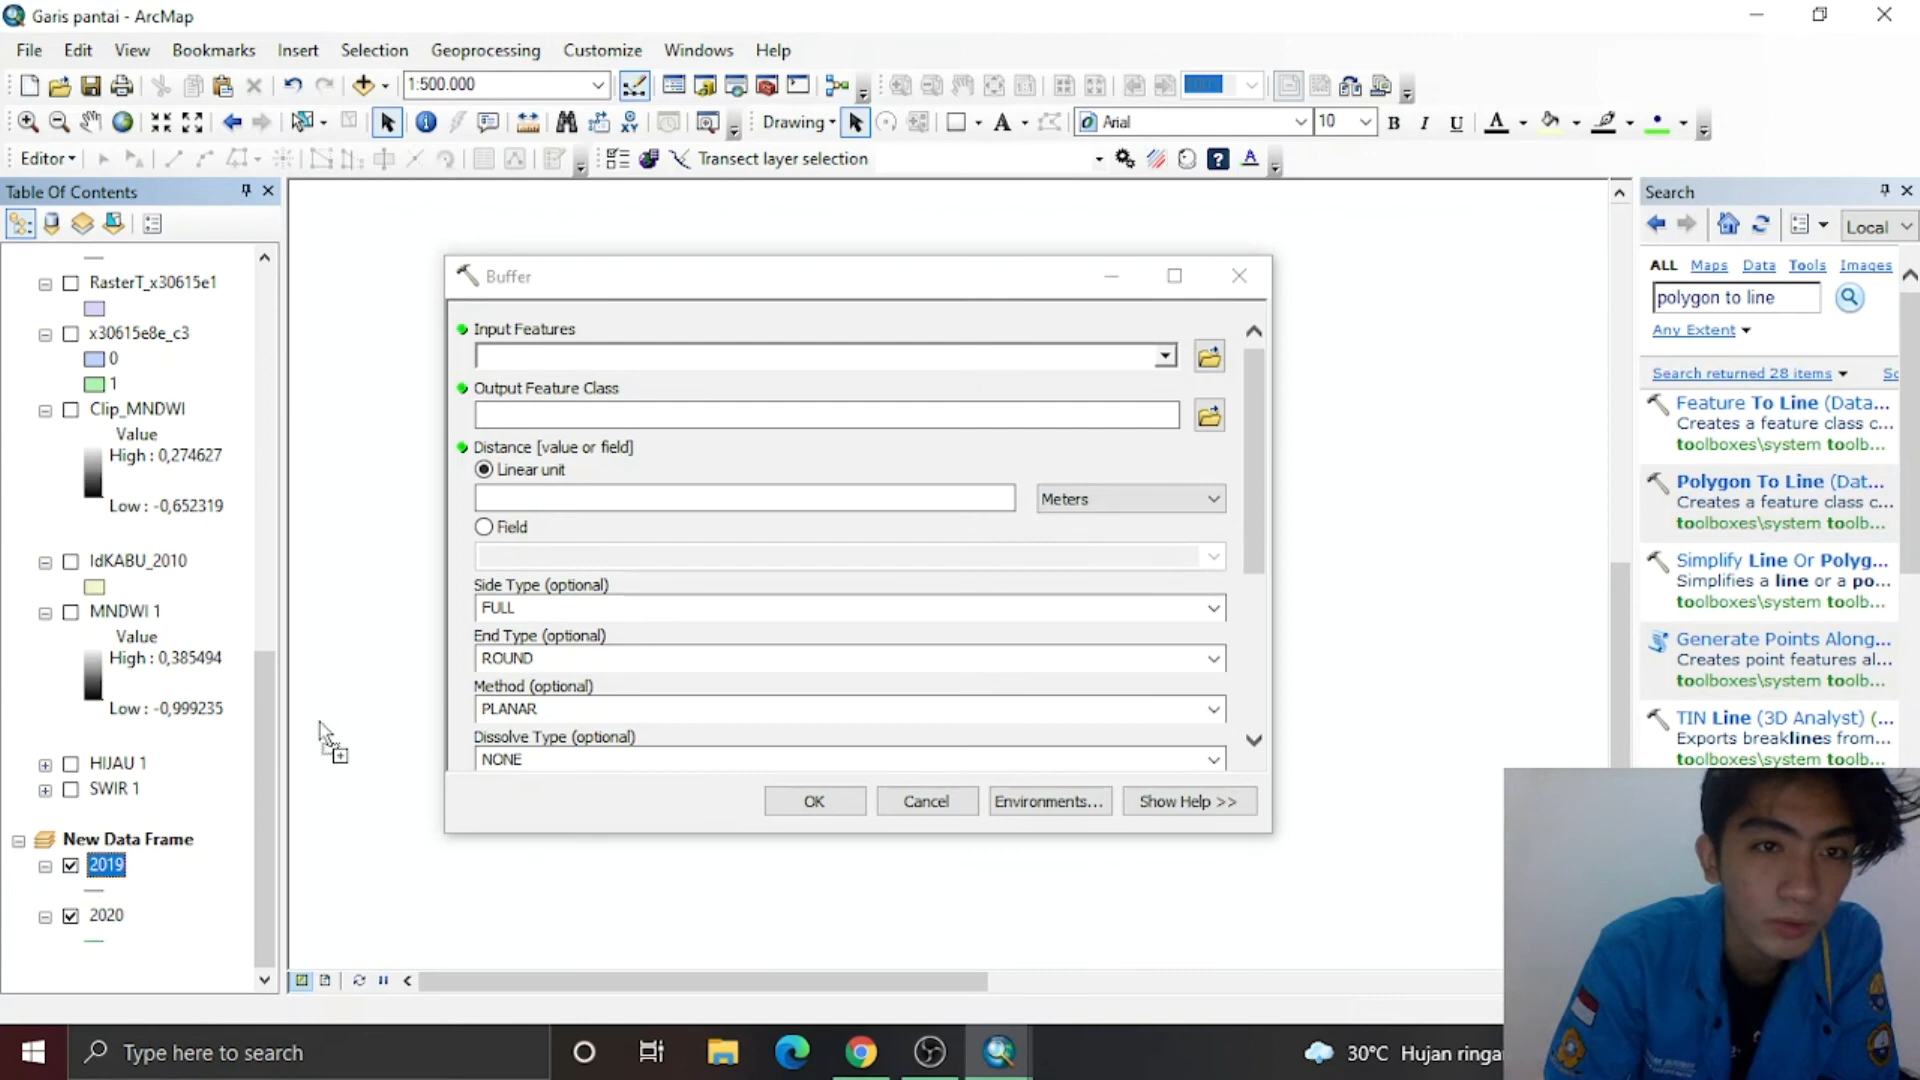 Garis pantai - ArcMap
File Edit View Bookmarks Insert Selection Geoprocessing Customize Windows Help
1:500.000
Drawing Arial 10 B I U A
Editor Transect layer selection
Table Of Contents
RasterT_x30615e1
x30615e8e_c3
0
1
Clip_MNDWI
Value
High : 0,274627
Low : -0,652319
IdKABU_2010
MNDWI 1
Value
High : 0,385494
Low : -0,999235
HIJAU 1
SWIR 1
New Data Frame
2019
2020
Buffer
Input Features
Output Feature Class
Distance [value or field]
Linear unit
Meters
Field
Side Type (optional)
FULL
End Type (optional)
ROUND
Method (optional)
PLANAR
Dissolve Type (optional)
NONE
OK Cancel Environments... Show Help >>
Search
Local
ALL Maps Data Tools Images
polygon to line
Any Extent
Search returned 28 items
Feature To Line (Data...
Creates a feature class c...
toolboxes\system toolb...
Polygon To Line (Dat...
Creates a feature class c...
toolboxes\system toolb...
Simplify Line Or Polyg...
Simplifies a line or a po...
toolboxes\system toolb...
Generate Points Along...
Creates point features al...
toolboxes\system toolb...
TIN Line (3D Analyst) (...
Exports breaklines from...
toolboxes\system toolb...
Type here to search
30°C Hujan ringa